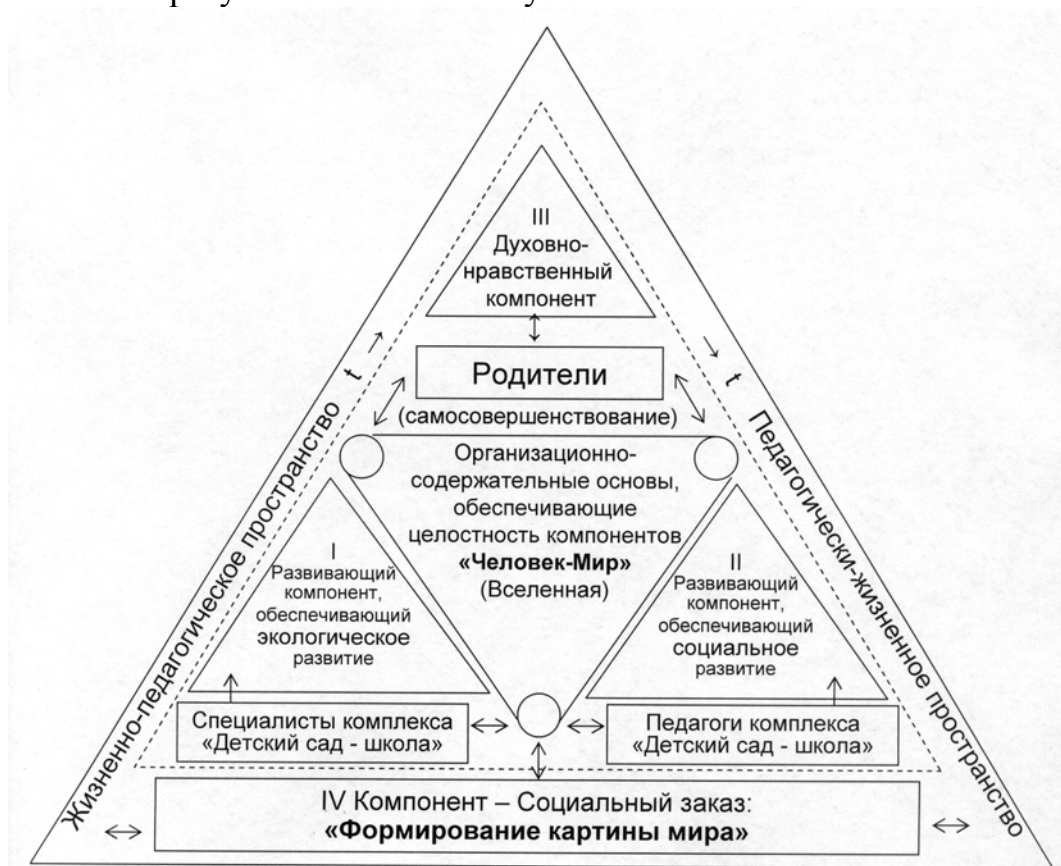 III
Духовно-
нравственный
компонент
t
t
Родители
(самосовершенствование)
Жизненно-педагогическое пространство
Педагогически-жизненное пространство
Организационно-
содержательные основы,
обеспечивающие
целостность компонентов
«Человек-Мир»
(Вселенная)
I
Развивающий
компонент,
обеспечивающий
экологическое
развитие
II
Развивающий
компонент,
обеспечивающий
социальное
развитие
Специалисты комплекса
«Детский сад - школа»
Педагоги комплекса
«Детский сад - школа»
IV Компонент – Социальный заказ:
«Формирование картины мира»